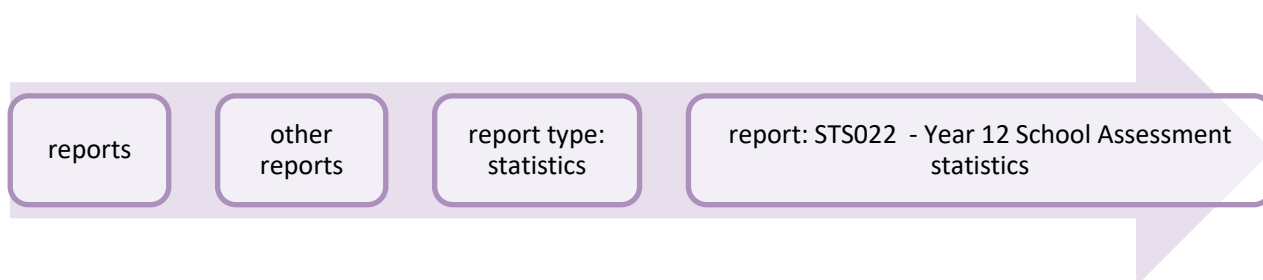 reports
other
reports
report type:
statistics
report: STS022 - Year 12 School Assessment
statistics